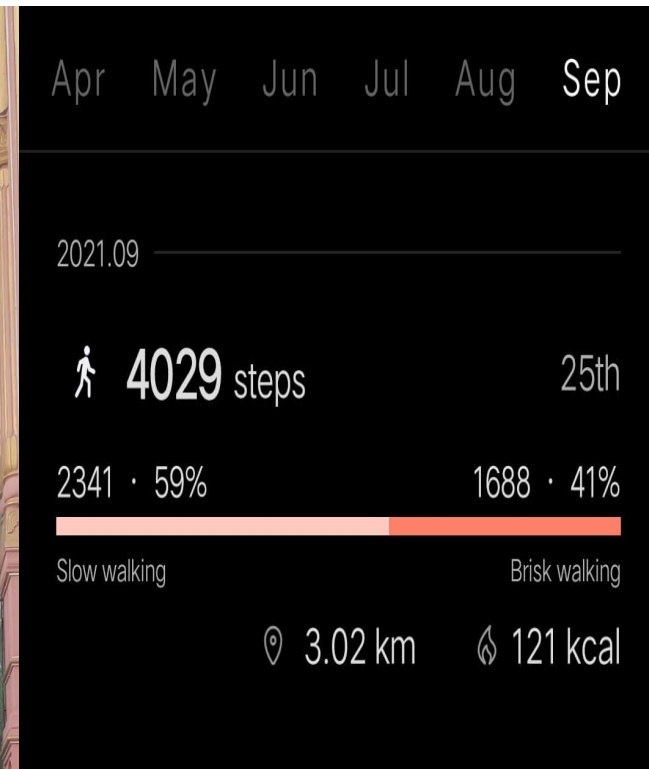 Apr May Jun Jul Aug Sep
2021.09
4029 steps 25th
2341 · 59% 1688 · 41%
Slow walking Brisk walking
3.02 km 121 kcal